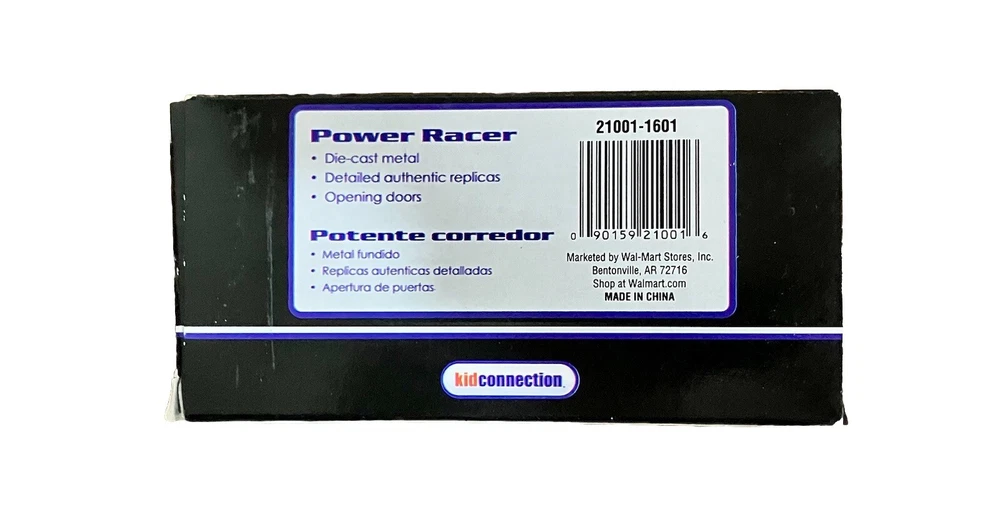 Power Racer
• Die-cast metal
• Detailed authentic replicas
• Opening doors
Potente corredor
• Metal fundido
• Replicas autenticas detalladas
• Apertura de puertas
21001-1601
0 90159 21001 6
Marketed by Wal-Mart Stores, Inc.
Bentonville, AR 72716
Shop at Walmart.com
MADE IN CHINA
kidconnection